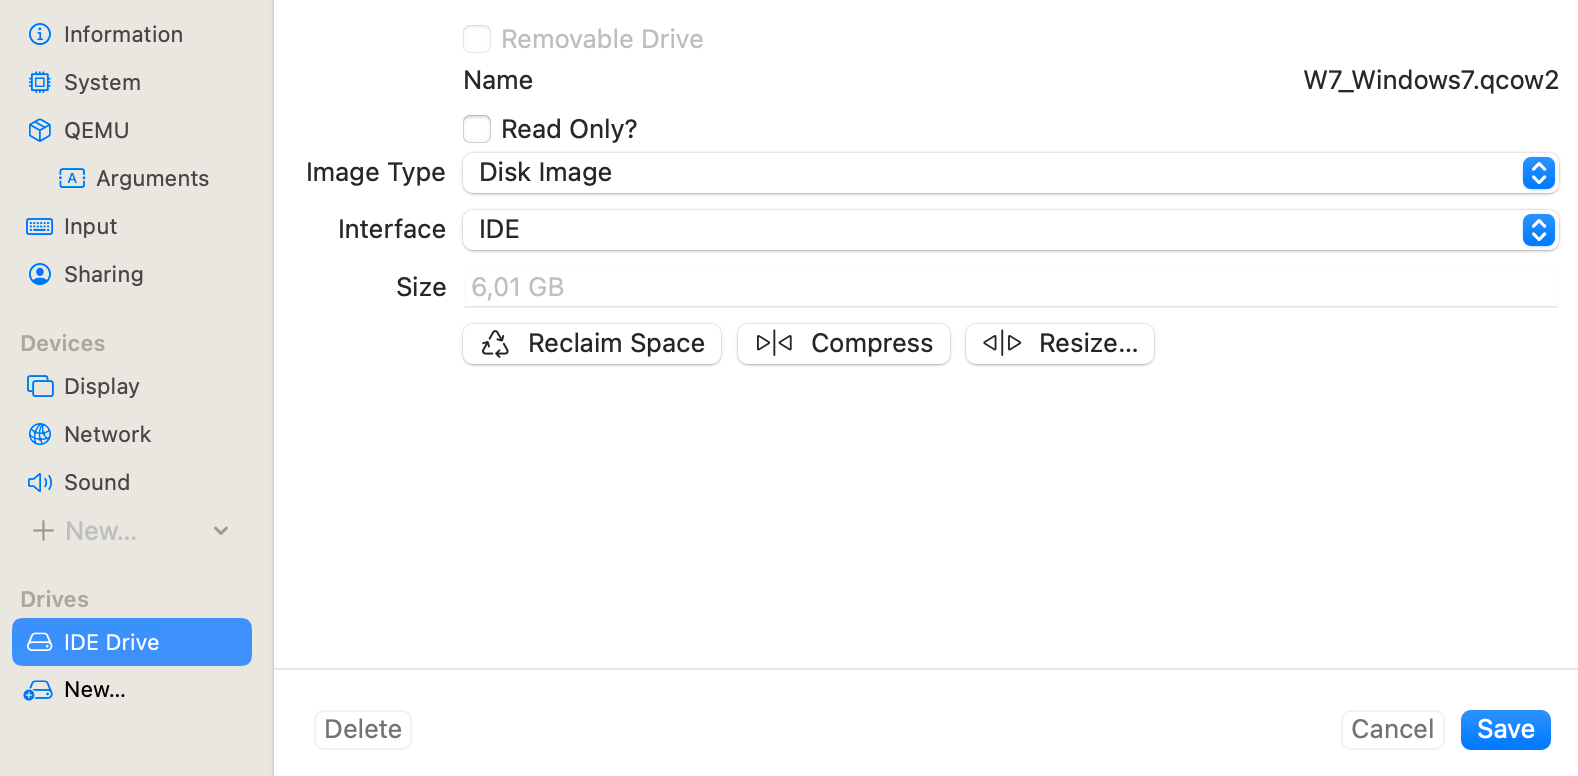 Information
System
QEMU
A Arguments
Input
Sharing
Devices
Display
Network
Sound
New...
Drives
IDE Drive
New...
Removable Drive
Name W7_Windows7.qcow2
Read Only?
Image Type Disk Image
Interface IDE
Size 6,01 GB
Reclaim Space Compress Resize...
Delete Cancel Save